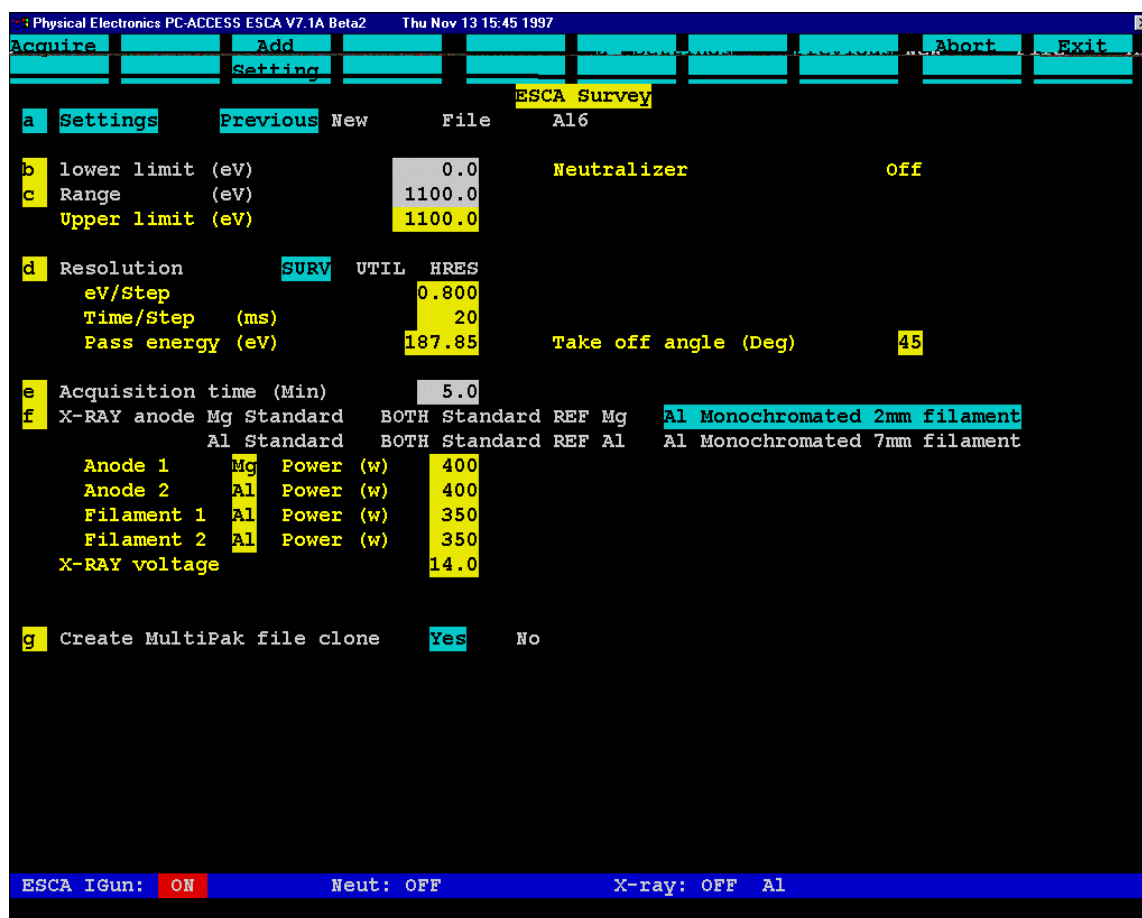 Physical Electronics PC-ACCESS ESCA V7.1A Beta2 Thu Nov 13 15:45 1997
Acquire Add Abort Exit
Setting
ESCA Survey
a Settings Previous New File Al6
b lower limit (eV) 0.0 Neutralizer Off
c Range (eV) 1100.0
Upper limit (eV) 1100.0
d Resolution SURV UTIL HRES
eV/Step 0.800
Time/Step (ms) 20
Pass energy (eV) 187.85 Take off angle (Deg) 45
e Acquisition time (Min) 5.0
f X-RAY anode Mg Standard BOTH Standard REF Mg Al Monochromated 2mm filament
Al Standard BOTH Standard REF Al Al Monochromated 7mm filament
Anode 1 Mg Power (w) 400
Anode 2 Al Power (w) 400
Filament 1 Al Power (w) 350
Filament 2 Al Power (w) 350
X-RAY voltage 14.0
g Create MultiPak file clone Yes No
ESCA IGun: ON Neut: OFF X-ray: OFF Al